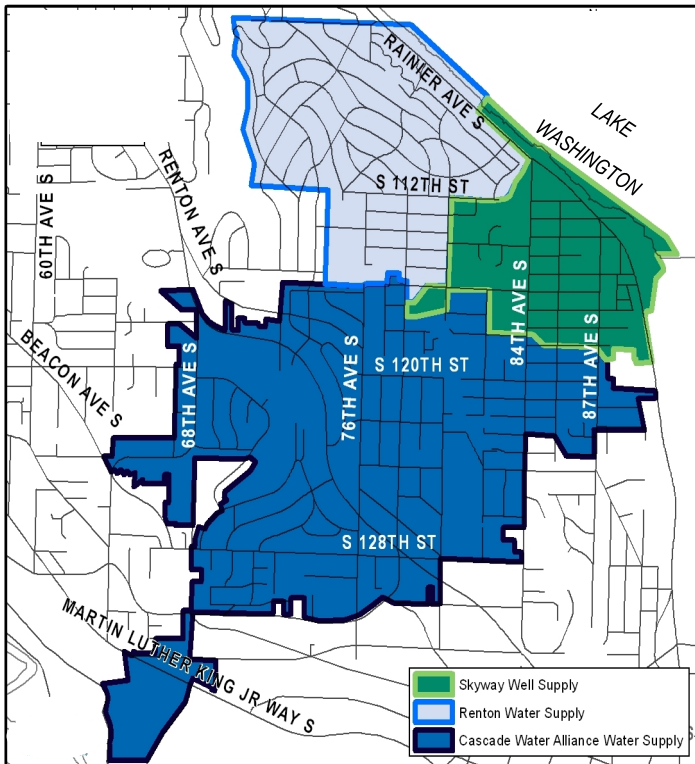 RAINIER AVE S
LAKE
WASHINGTON
S 112TH ST
RENTON AVE S
60TH AVE S
BEACON AVE S
68TH AVE S
76TH AVE S
S 120TH ST
84TH AVE S
87TH AVE S
S 128TH ST
MARTIN LUTHER KING JR WAY S
Skyway Well Supply
Renton Water Supply
Cascade Water Alliance Water Supply